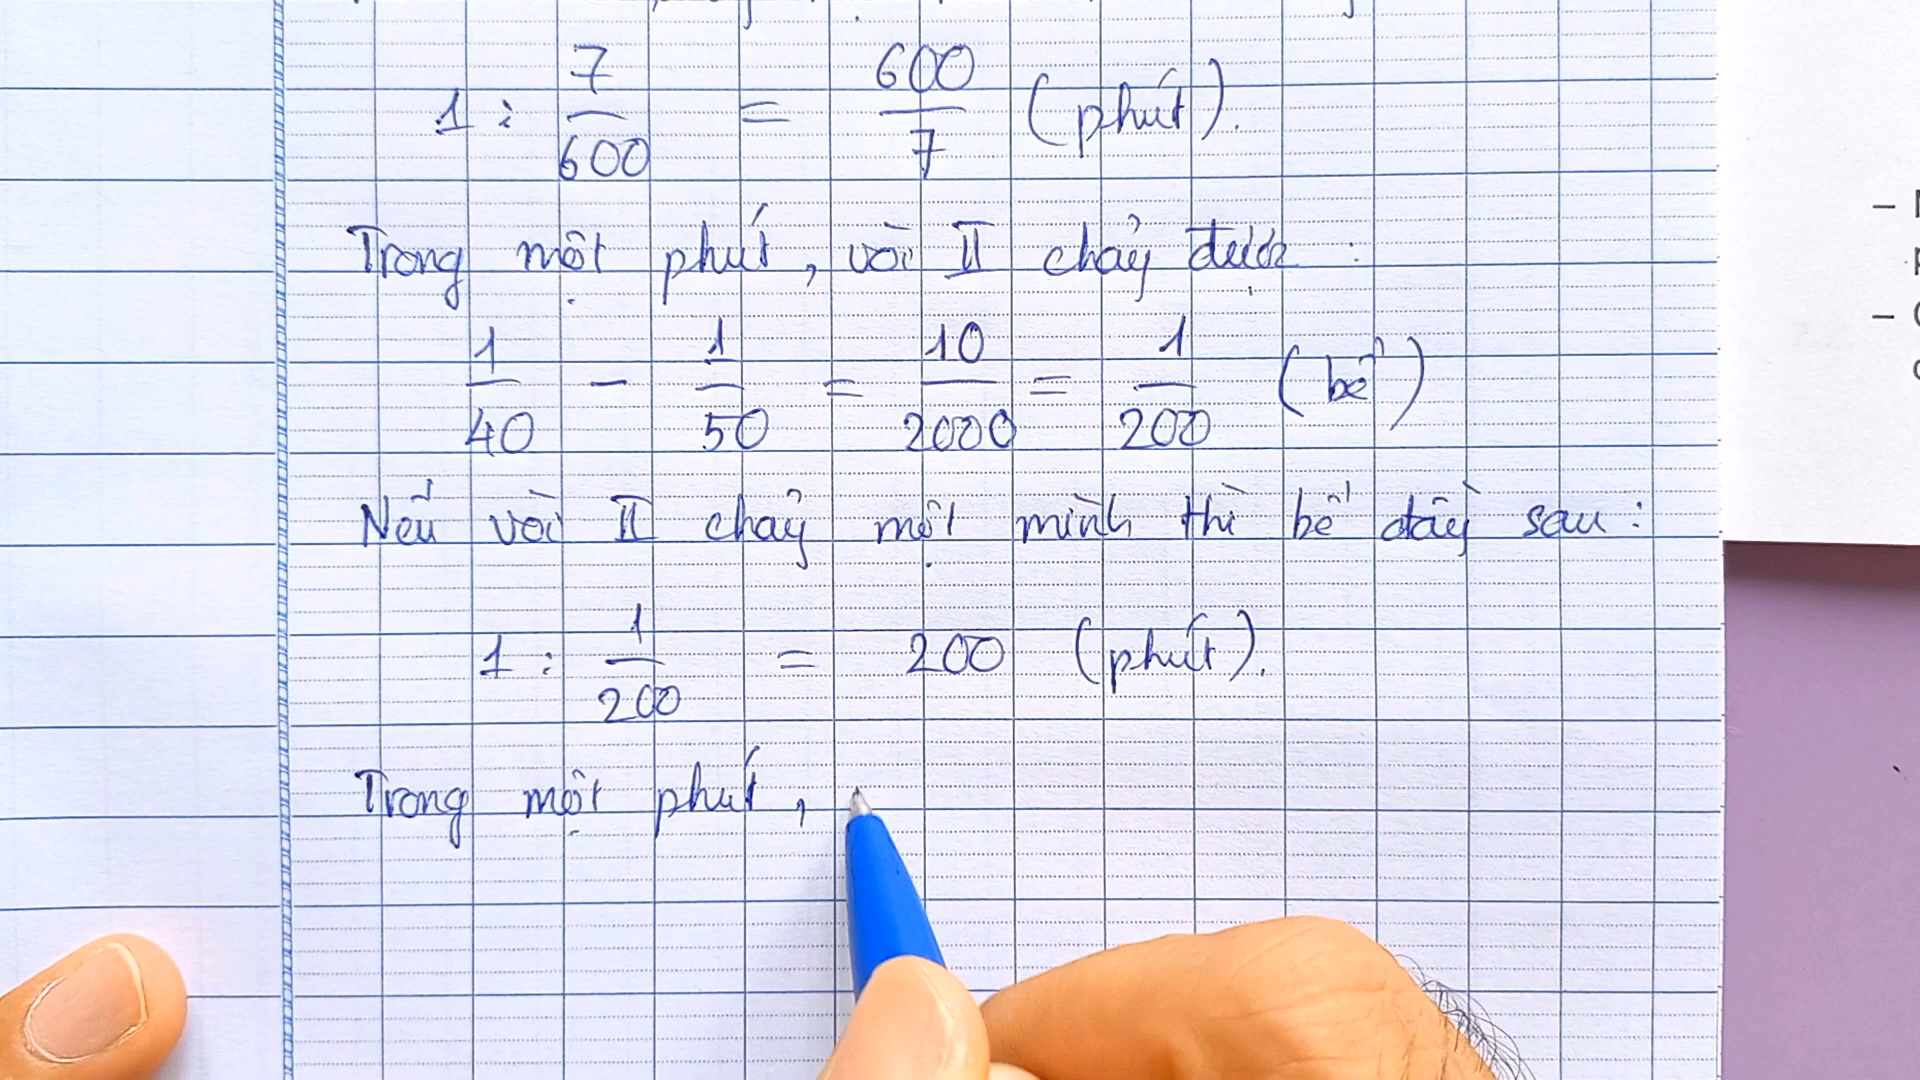 1 : 7/600 = 600/7 (phút).
Trong một phút, vòi II chảy được :
1/40 - 1/50 = 10/2000 = 1/200 (bể)
Nếu vòi II chảy một mình thì bể đầy sau :
1 : 1/200 = 200 (phút).
Trong một phút,